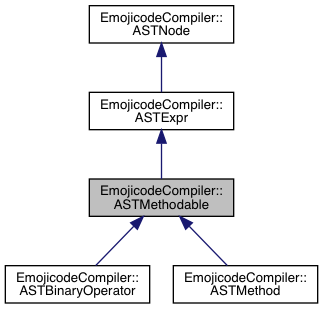 EmojicodeCompiler::
ASTNode
EmojicodeCompiler::
ASTExpr
EmojicodeCompiler::
ASTMethodable
EmojicodeCompiler::
ASTBinaryOperator
EmojicodeCompiler::
ASTMethod